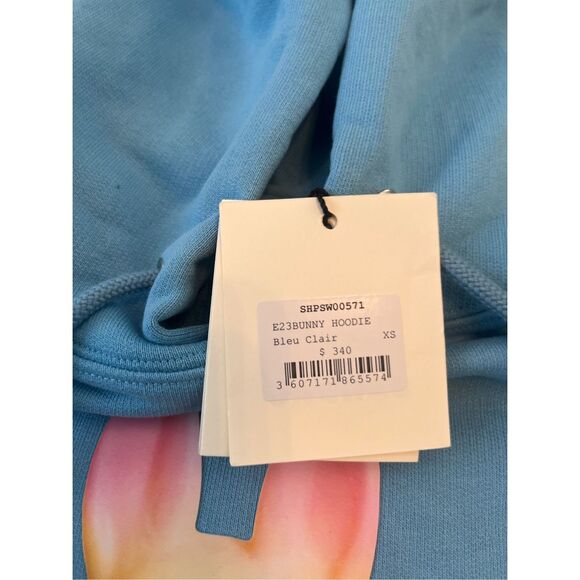 SHPSW00571
E23BUNNY HOODIE
Bleu Clair XS
$ 340
3 607171 865574